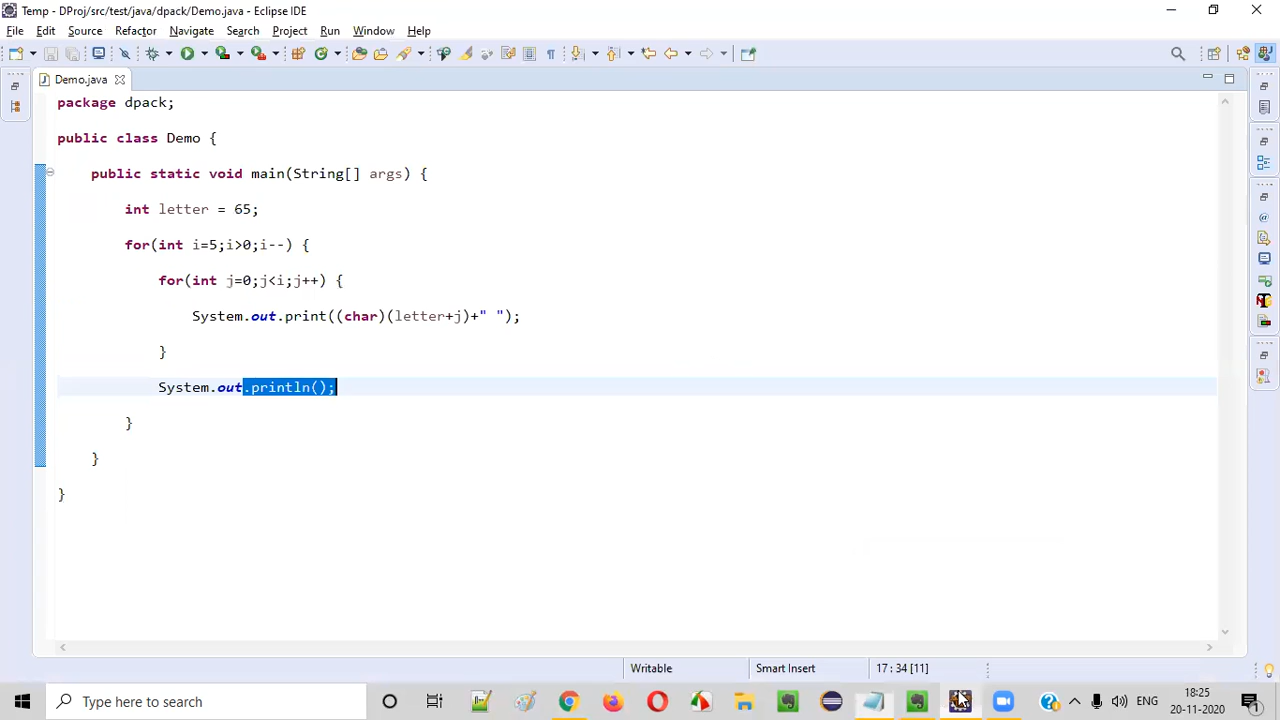 Temp - DProj/src/test/java/dpack/Demo.java - Eclipse IDE
File Edit Source Refactor Navigate Search Project Run Window Help
Demo.java
package dpack;
public class Demo {
public static void main(String[] args) {
int letter = 65;
for(int i=5;i>0;i--) {
for(int j=0;j<i;j++) {
System.out.print((char)(letter+j)+" ");
}
System.out.println();
}
}
}
Writable Smart Insert 17 : 34 [11]
Type here to search
ENG
18:25
20-11-2020